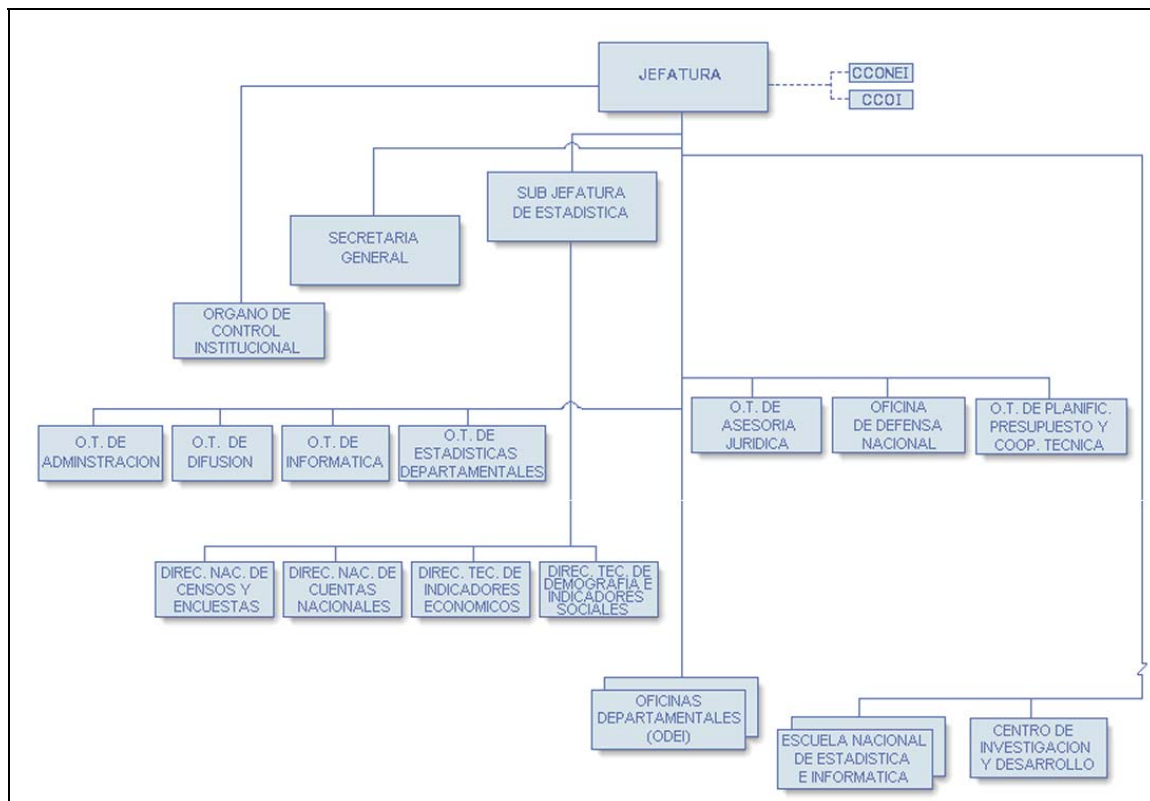 JEFATURA
CCONEI
CCOI
SUB JEFATURA
DE ESTADISTICA
SECRETARIA
GENERAL
ORGANO DE
CONTROL
INSTITUCIONAL
O.T. DE
ASESORIA
JURIDICA
OFICINA
DE DEFENSA
NACIONAL
O.T. DE PLANIFIC.
PRESUPUESTO Y
COOP. TECNICA
O.T. DE
ADMINSTRACION
O.T. DE
DIFUSION
O.T. DE
INFORMATICA
O.T. DE
ESTADISTICAS
DEPARTAMENTALES
DIREC. NAC. DE
CENSOS Y
ENCUESTAS
DIREC. NAC. DE
CUENTAS
NACIONALES
DIREC. TEC. DE
INDICADORES
ECONOMICOS
DIREC. TEC. DE
DEMOGRAFIA E
INDICADORES
SOCIALES
OFICINAS
DEPARTAMENTALES
(ODEI)
ESCUELA NACIONAL
DE ESTADISTICA
E INFORMATICA
CENTRO DE
INVESTIGACION
Y DESARROLLO